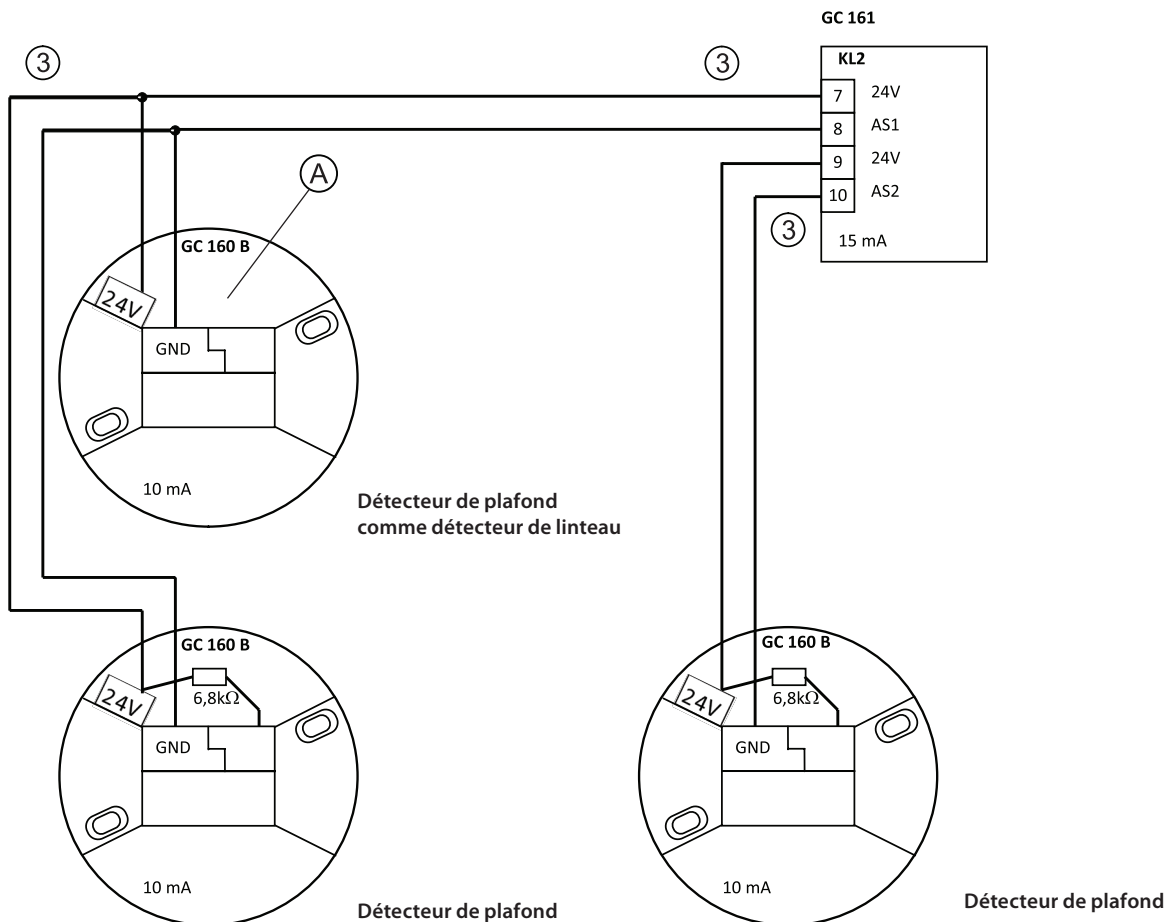 GC 161
3
3
KL2
7 24V
8 AS1
9 24V
10 AS2
3
15 mA
A
GC 160 B
24V
GND
10 mA
Détecteur de plafond
comme détecteur de linteau
GC 160 B
24V
6,8kΩ
GND
10 mA
Détecteur de plafond
GC 160 B
24V
6,8kΩ
GND
10 mA
Détecteur de plafond